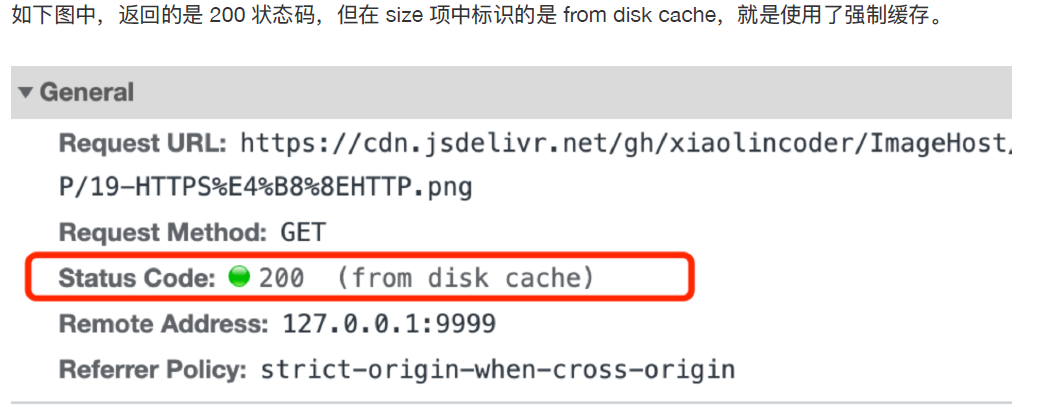 如下图中，返回的是 200 状态码，但在 size 项中标识的是 from disk cache，就是使用了强制缓存。
▼ General
Request URL: https://cdn.jsdelivr.net/gh/xiaolincoder/ImageHost/
P/19-HTTPS%E4%B8%8EHTTP.png
Request Method: GET
Status Code: 200 (from disk cache)
Remote Address: 127.0.0.1:9999
Referrer Policy: strict-origin-when-cross-origin